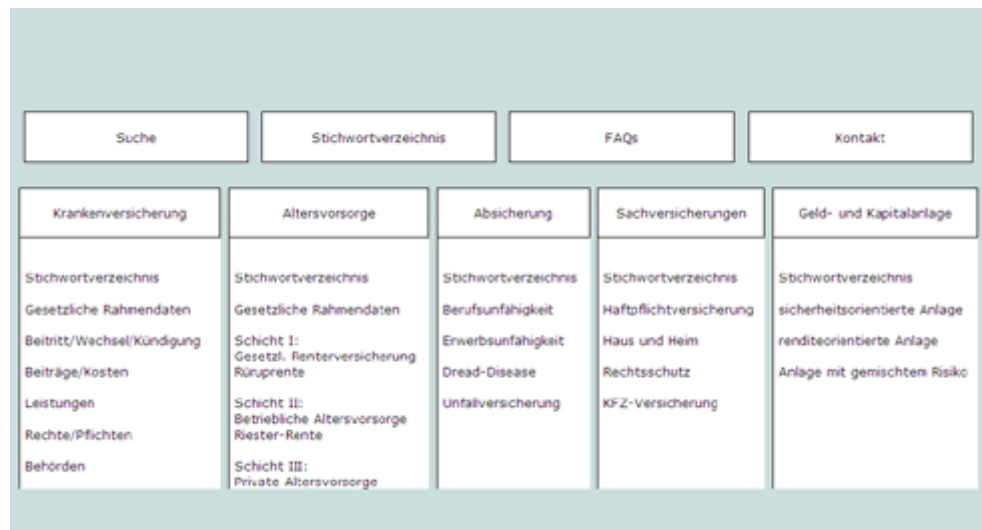 Suche
Stichwortverzeichnis
FAQs
Kontakt
Krankenversicherung
Stichwortverzeichnis
Gesetzliche Rahmendaten
Beitritt/Wechsel/Kündigung
Beiträge/Kosten
Leistungen
Rechte/Pflichten
Behörden
Altersvorsorge
Stichwortverzeichnis
Gesetzliche Rahmendaten
Schicht I:
Gesetzl. Renterversicherung
Rüruprente
Schicht II:
Betriebliche Altersvorsorge
Riester-Rente
Schicht III:
Private Altersvorsorge
Absicherung
Stichwortverzeichnis
Berufsunfähigkeit
Erwerbsunfähigkeit
Dread-Disease
Unfallversicherung
Sachversicherungen
Stichwortverzeichnis
Haftpflichtversicherung
Haus und Heim
Rechtsschutz
KFZ-Versicherung
Geld- und Kapitalanlage
Stichwortverzeichnis
sicherheitsorientierte Anlage
renditeorientierte Anlage
Anlage mit gemischtem Risiko